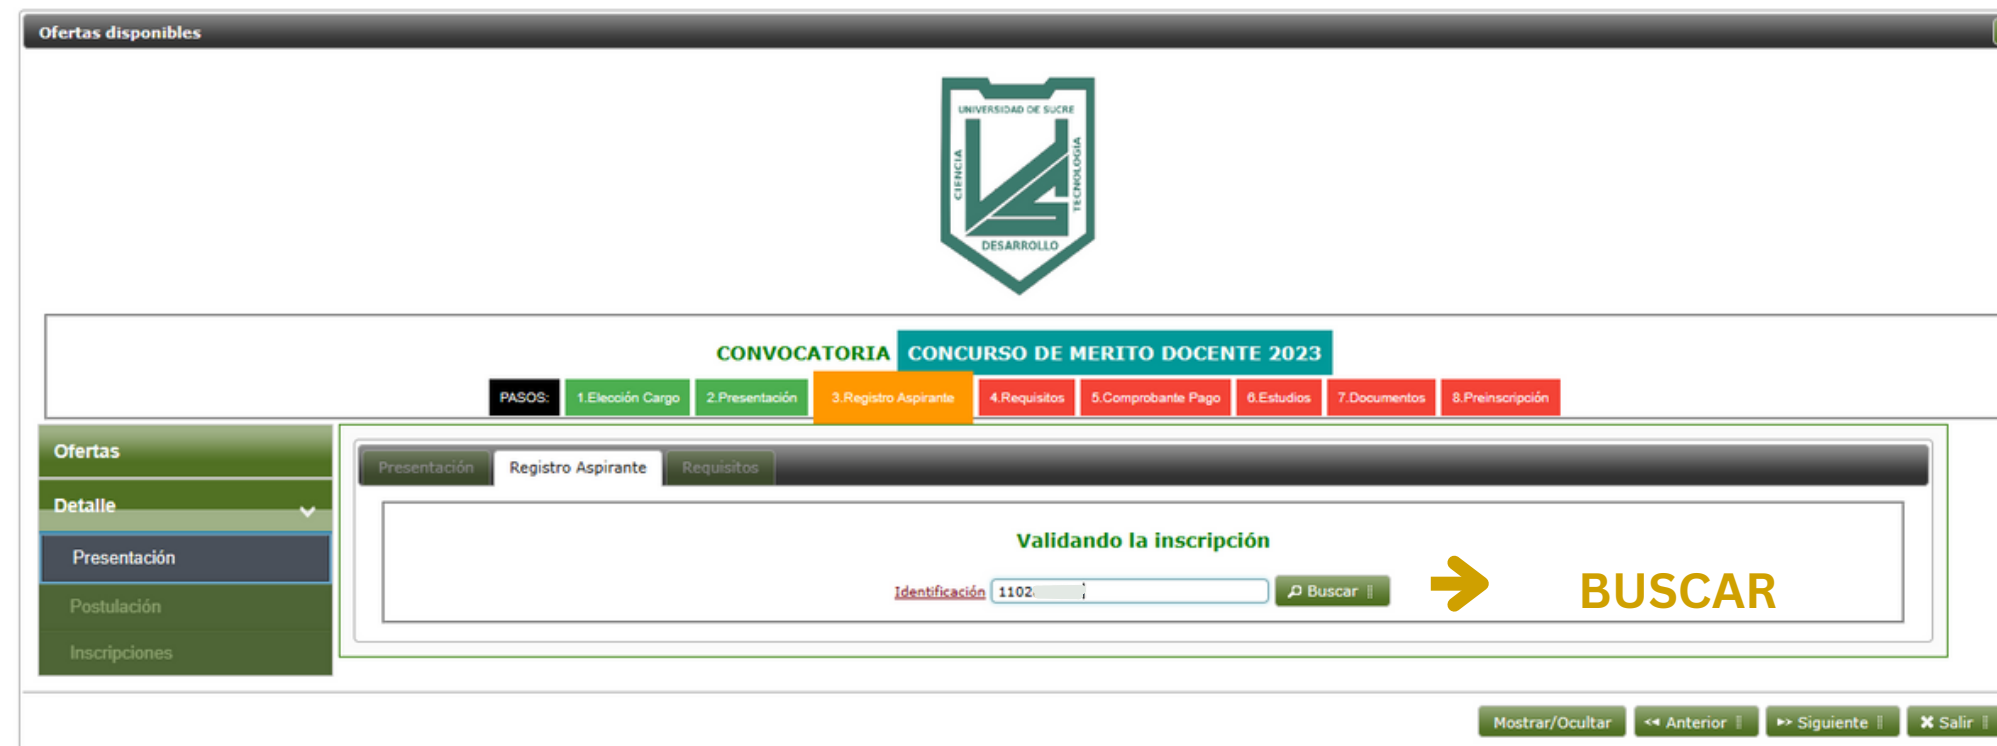 Ofertas disponibles
UNIVERSIDAD DE SUCRE
CIENCIA
TECNOLOGIA
DESARROLLO
CONVOCATORIA CONCURSO DE MERITO DOCENTE 2023
PASOS: 1.Elección Cargo 2.Presentación 3.Registro Aspirante 4.Requisitos 5.Comprobante Pago 6.Estudios 7.Documentos 8.Preinscripción
Ofertas
Detalle
Presentación
Postulación
Inscripciones
Presentación Registro Aspirante Requisitos
Validando la inscripción
Identificación 1102 Buscar
BUSCAR
Mostrar/Ocultar Anterior Siguiente Salir